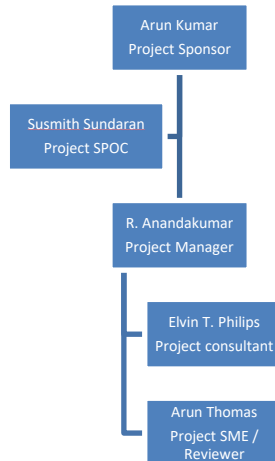 Arun Kumar
Project Sponsor
Susmith Sundaran
Project SPOC
R. Anandakumar
Project Manager
Elvin T. Philips
Project consultant
Arun Thomas
Project SME /
Reviewer